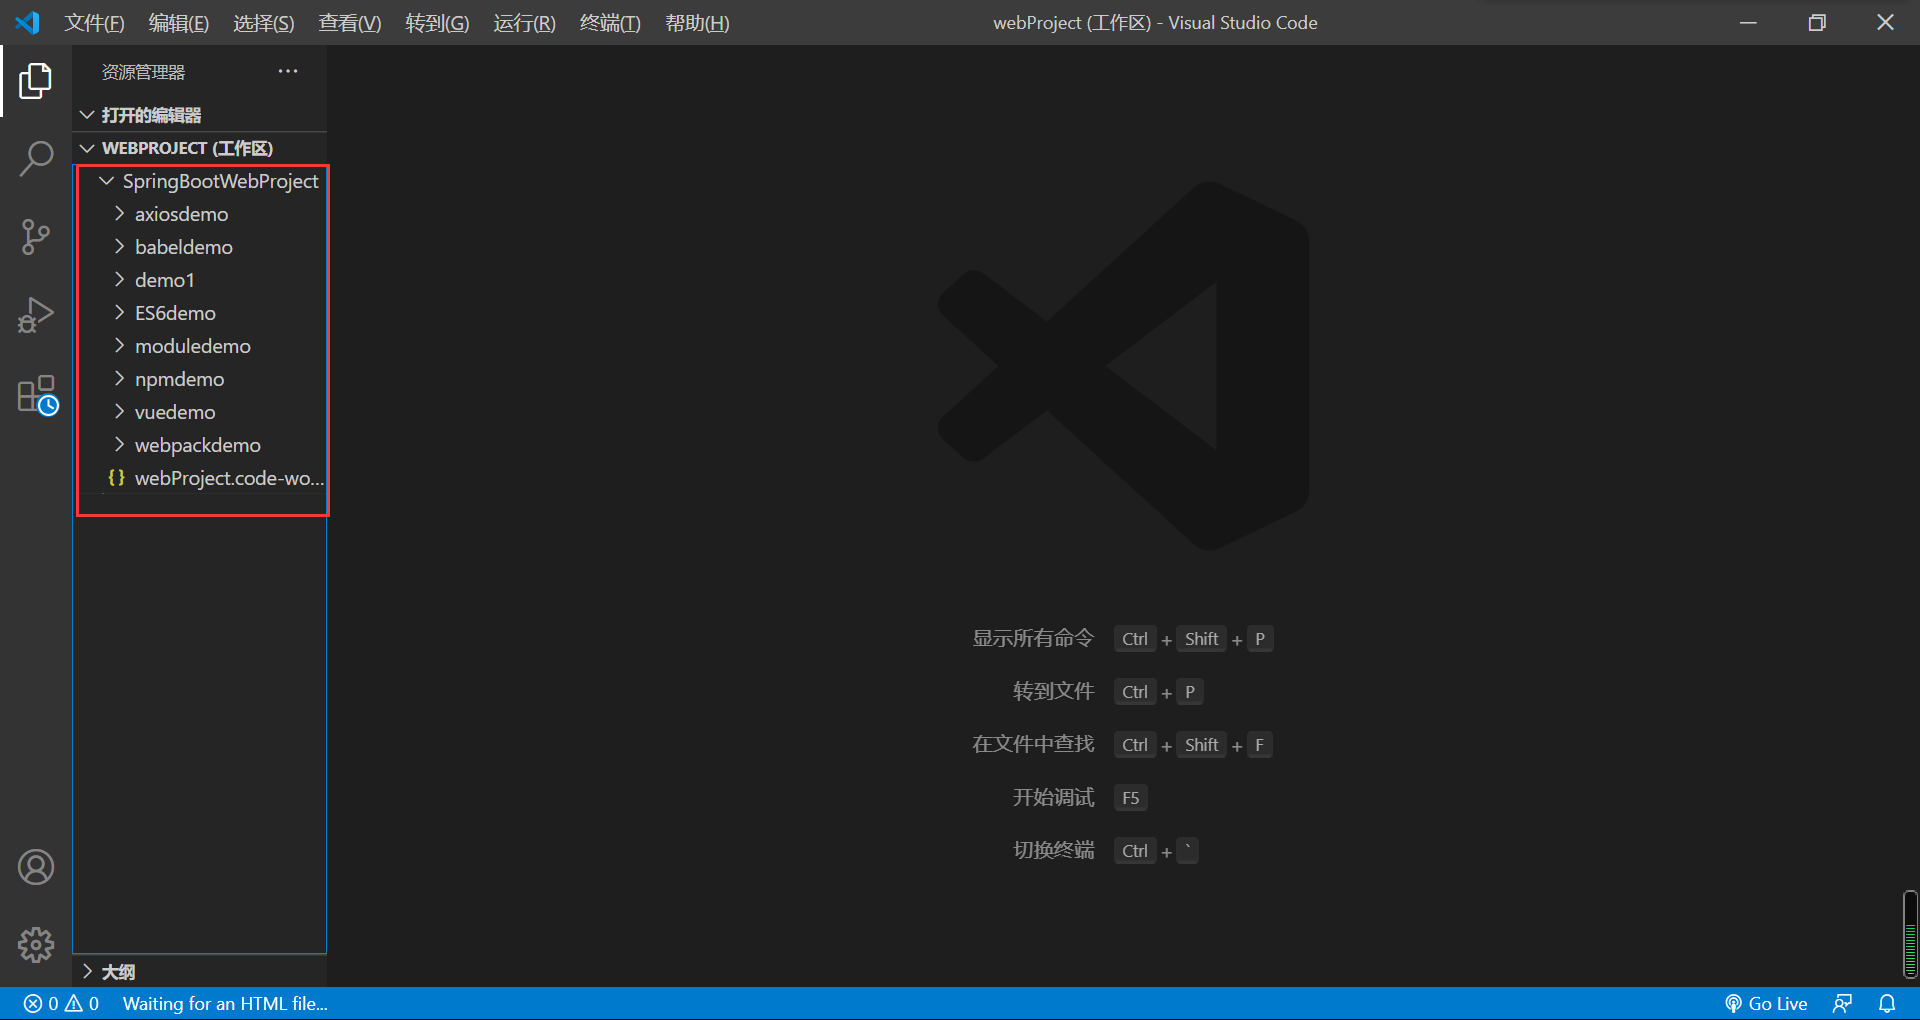 文件(F) 编辑(E) 选择(S) 查看(V) 转到(G) 运行(R) 终端(T) 帮助(H) webProject (工作区) - Visual Studio Code
资源管理器 ...
打开的编辑器
WEBPROJECT (工作区)
SpringBootWebProject
axiosdemo
babeldemo
demo1
ES6demo
moduledemo
npmdemo
vuedemo
webpackdemo
{} webProject.code-wo...
显示所有命令 Ctrl + Shift + P
转到文件 Ctrl + P
在文件中查找 Ctrl + Shift + F
开始调试 F5
切换终端 Ctrl + `
大纲
0 0 Waiting for an HTML file... Go Live